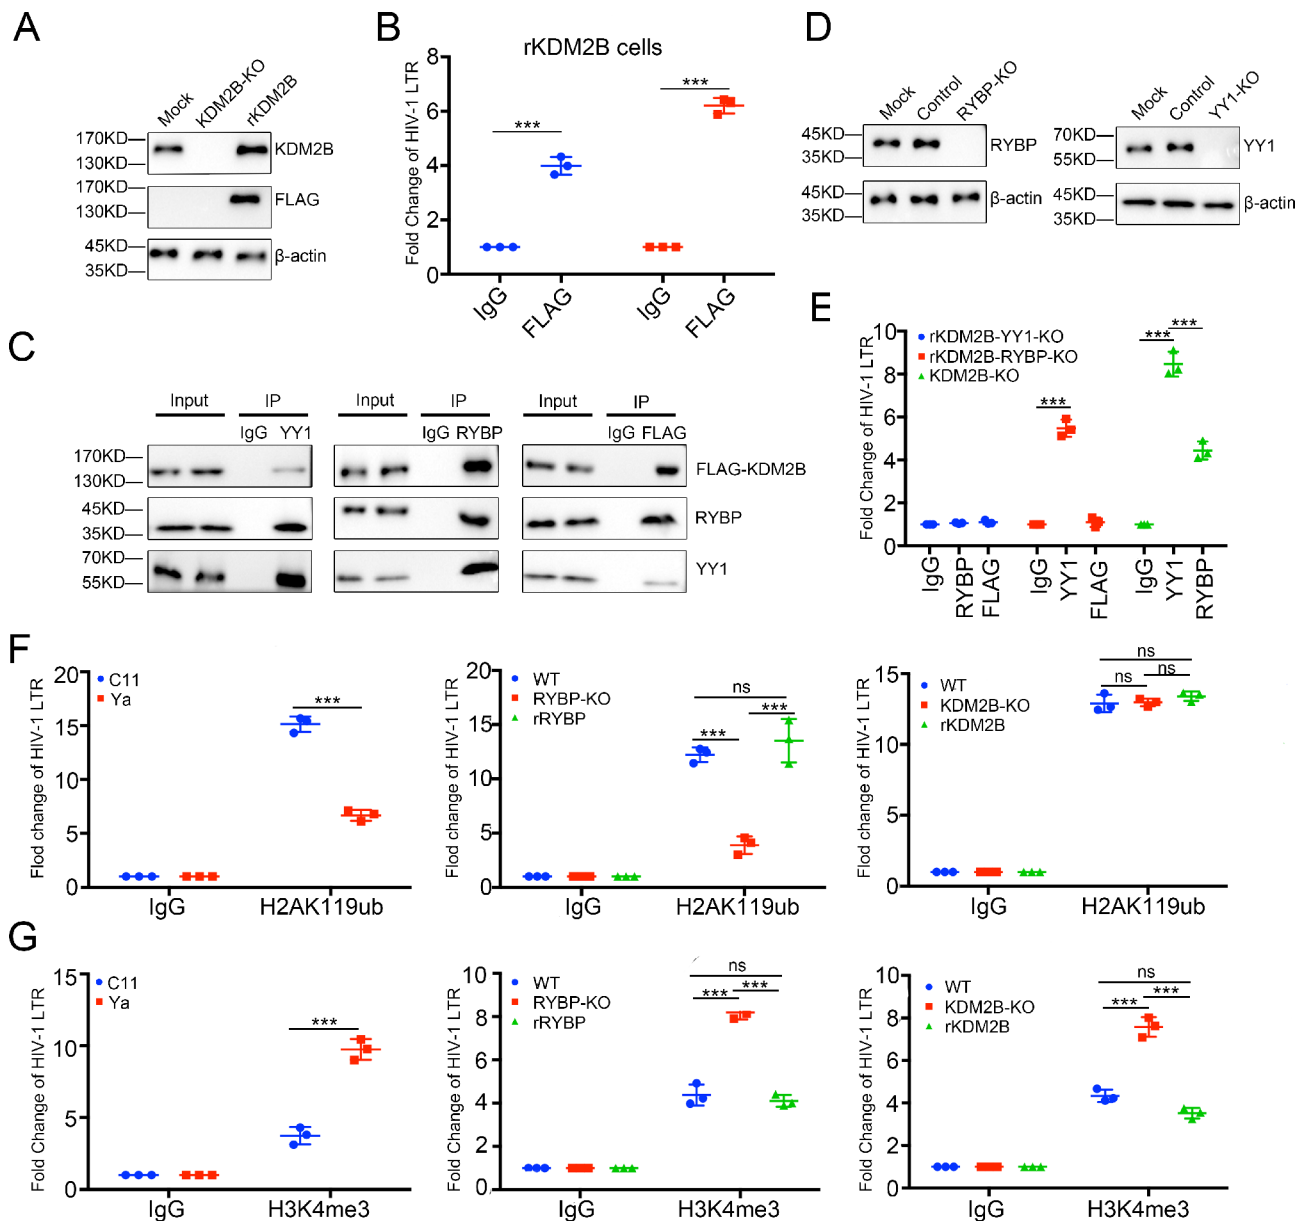 A
Mock
KDM2B-KO
rKDM2B
170KD
130KD
KDM2B
170KD
130KD
FLAG
45KD
35KD
β-actin
B
rKDM2B cells
Fold Change of HIV-1 LTR
8
6
4
2
0
***
***
IgG
FLAG
IgG
FLAG
D
Mock
Control
RYBP-KO
45KD
35KD
RYBP
45KD
35KD
β-actin
Mock
Control
YY1-KO
70KD
55KD
YY1
45KD
35KD
β-actin
C
Input IP
IgG YY1
Input IP
IgG RYBP
Input IP
IgG FLAG
170KD
130KD
FLAG-KDM2B
45KD
35KD
RYBP
70KD
55KD
YY1
E
Fold Change of HIV-1 LTR
10
8
6
4
2
0
rKDM2B-YY1-KO
rKDM2B-RYBP-KO
KDM2B-KO
***
***
***
IgG
RYBP
FLAG
IgG
YY1
FLAG
IgG
YY1
RYBP
F
Flod change of HIV-1 LTR
20
15
10
5
0
C11
Ya
***
IgG H2AK119ub
Flod change of HIV-1 LTR
20
15
10
5
0
WT
RYBP-KO
rRYBP
ns
***
***
IgG H2AK119ub
Flod change of HIV-1 LTR
15
10
5
0
WT
KDM2B-KO
rKDM2B
ns
ns
ns
IgG H2AK119ub
G
Fold Change of HIV-1 LTR
15
10
5
0
C11
Ya
***
IgG H3K4me3
Fold Change of HIV-1 LTR
10
8
6
4
2
0
WT
RYBP-KO
rRYBP
ns
***
***
IgG H3K4me3
Fold Change of HIV-1 LTR
10
8
6
4
2
0
WT
KDM2B-KO
rKDM2B
ns
***
***
IgG H3K4me3